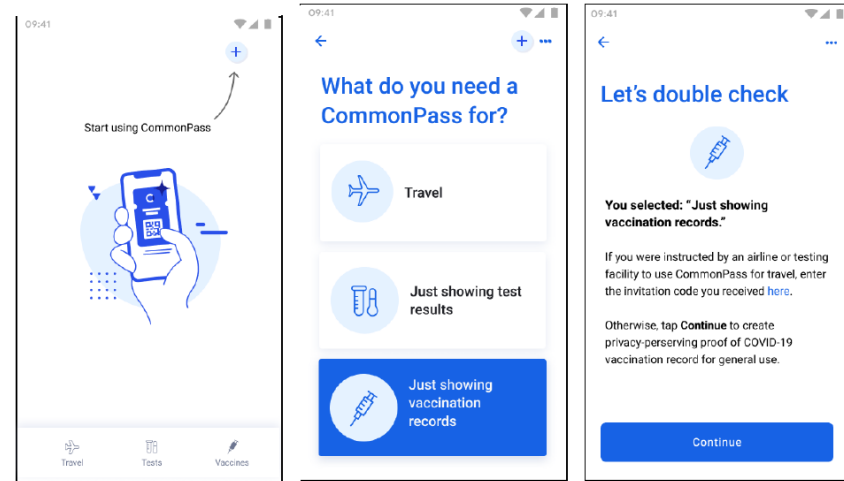 09:41
Start using CommonPass
C
Travel
Tests
Vaccines
09:41
What do you need a
CommonPass for?
Travel
Just showing test
results
Just showing
vaccination
records
09:41
Let's double check
You selected: “Just showing
vaccination records.”
If you were instructed by an airline or testing
facility to use CommonPass for travel, enter
the invitation code you received here.
Otherwise, tap Continue to create
privacy-perserving proof of COVID-19
vaccination record for general use.
Continue